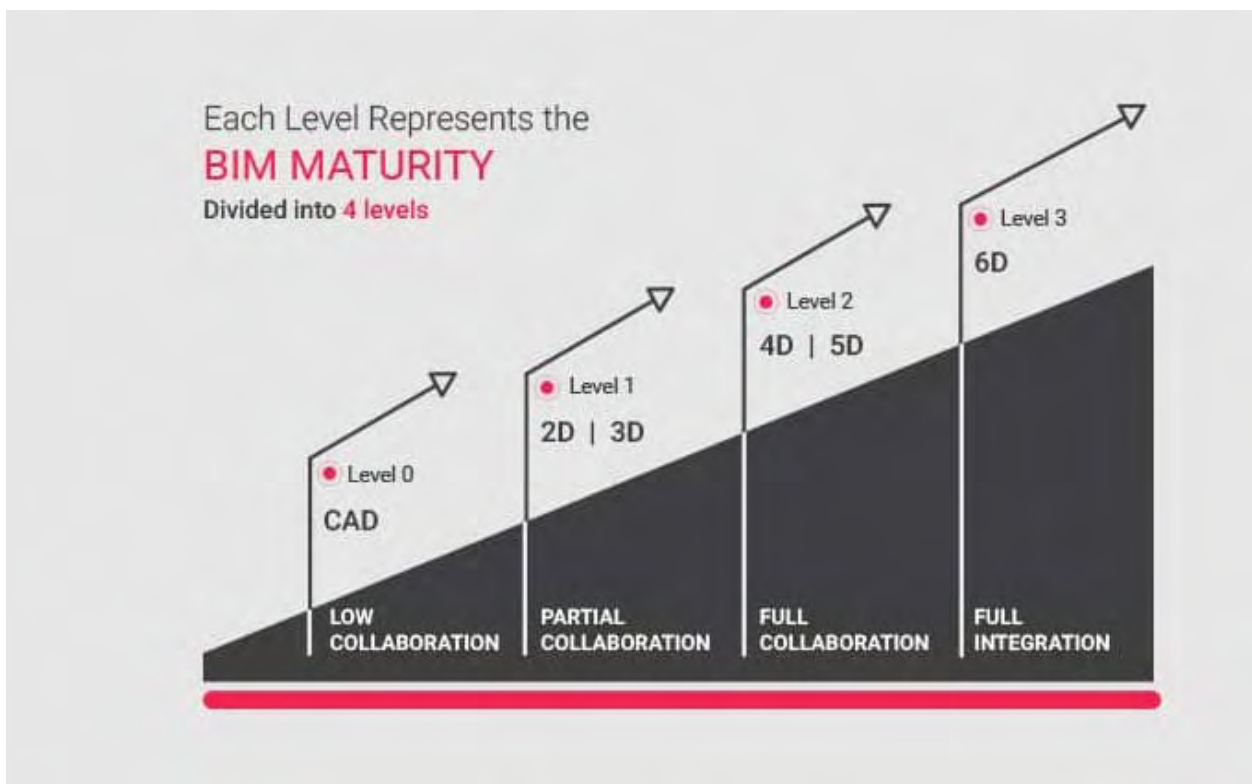 Each Level Represents the
BIM MATURITY
Divided into 4 levels
Level 0
CAD
LOW
COLLABORATION
Level 1
2D | 3D
PARTIAL
COLLABORATION
Level 2
4D | 5D
FULL
COLLABORATION
Level 3
6D
FULL
INTEGRATION